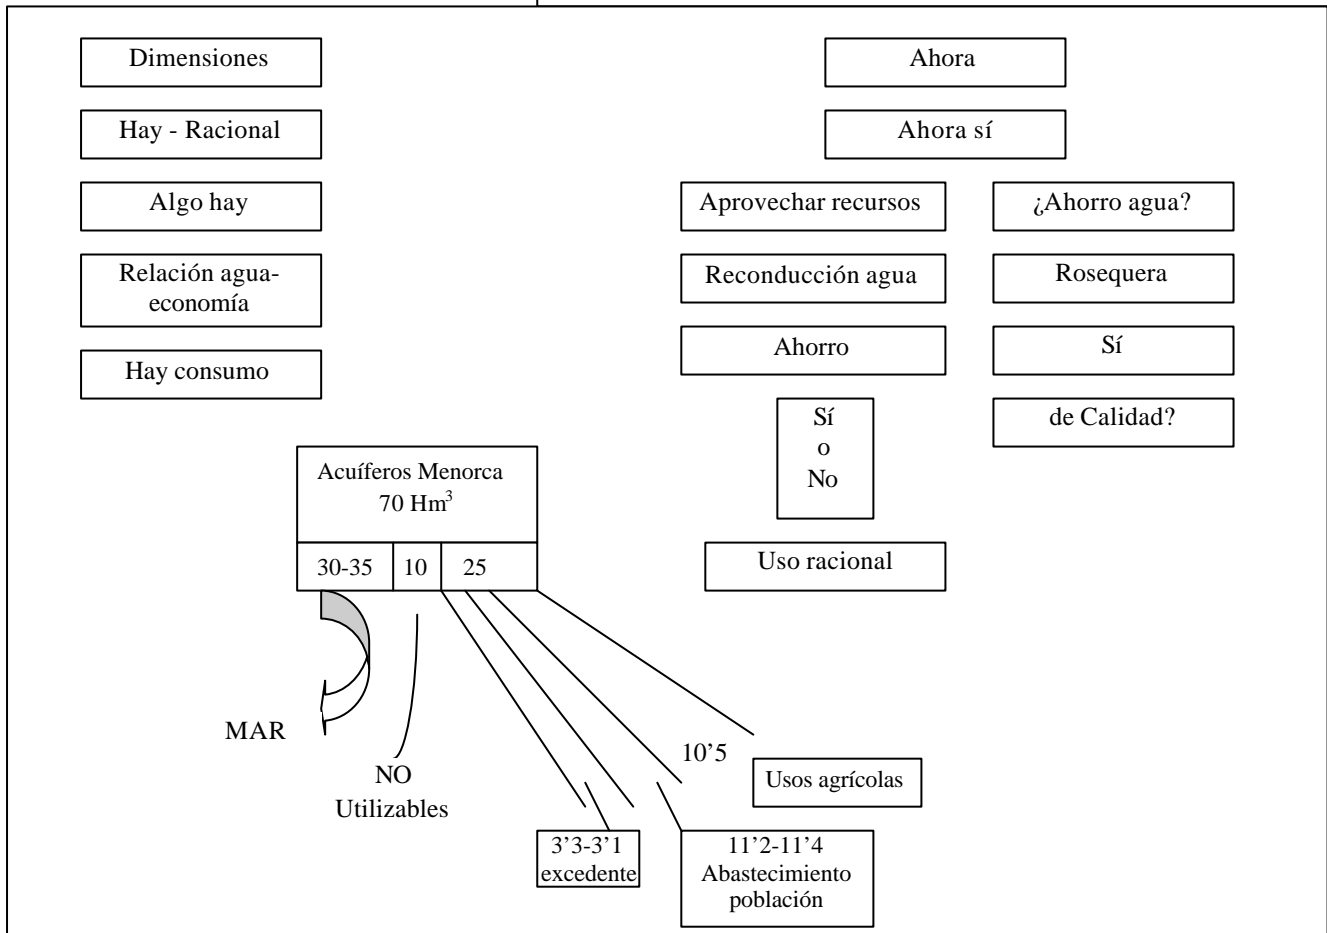 Dimensiones
Ahora
Hay - Racional
Ahora sí
Algo hay
Aprovechar recursos
¿Ahorro agua?
Relación agua-
economía
Reconducción agua
Rosequera
Hay consumo
Ahorro
Sí
Sí
o
No
de Calidad?
Acuíferos Menorca
70 Hm³
30-35
10
25
Uso racional
MAR
NO
Utilizables
10’5
Usos agrícolas
3’3-3’1
excedente
11’2-11’4
Abastecimiento
población